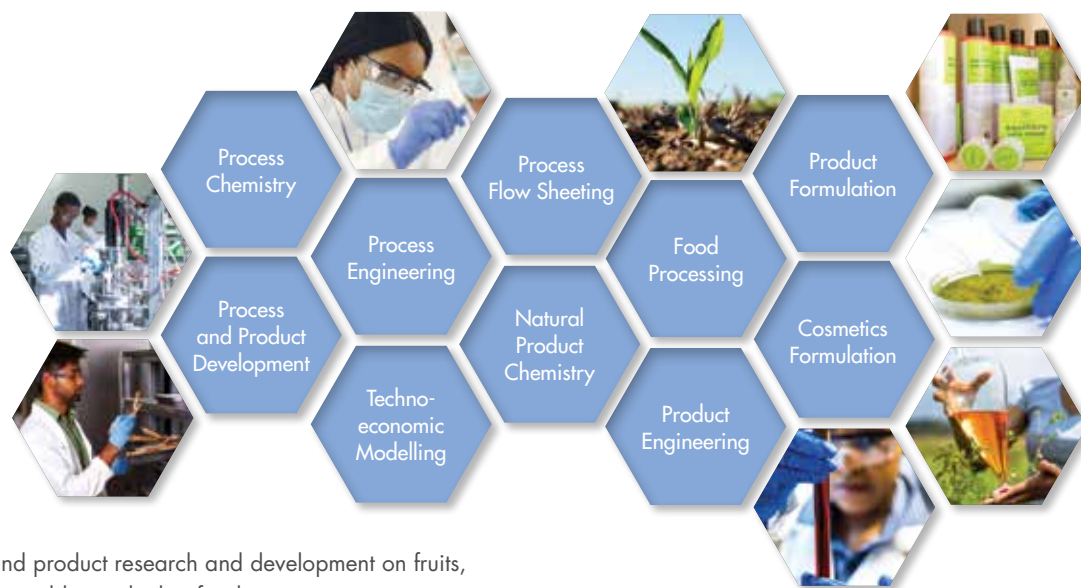 Process
Chemistry
Process
Flow Sheeting
Product
Formulation
Process
Engineering
Food
Processing
Process
and Product
Development
Natural
Product
Chemistry
Cosmetics
Formulation
Techno-
economic
Modelling
Product
Engineering
nd product research and development on fruits,